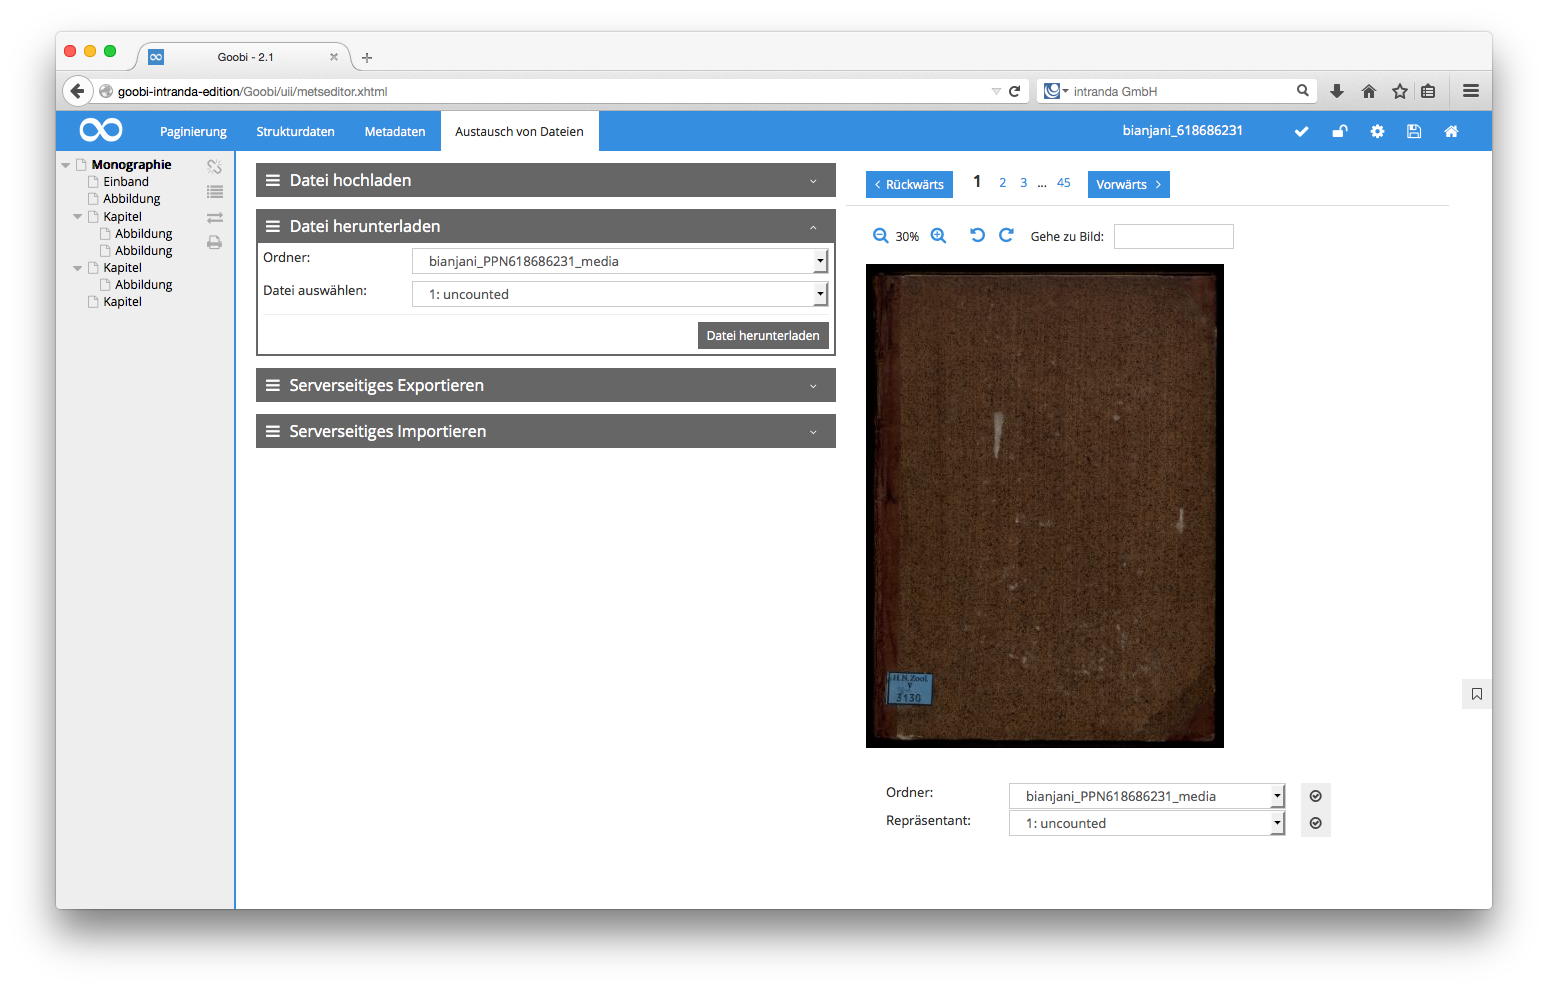 Goobi - 2.1
goobi-intranda-edition/Goobi/uii/metseditor.xhtml
intranda GmbH
Paginierung
Strukturdaten
Metadaten
Austausch von Dateien
bianjani_618686231
Monographie
Einband
Abbildung
Kapitel
Abbildung
Abbildung
Kapitel
Abbildung
Kapitel
Datei hochladen
Datei herunterladen
Ordner:
bianjani_PPN618686231_media
Datei auswählen:
1: uncounted
Datei herunterladen
Serverseitiges Exportieren
Serverseitiges Importieren
Rückwärts
1 2 3 ... 45
Vorwärts
30%
Gehe zu Bild:
H.N.Zool.
V
3130
Ordner:
bianjani_PPN618686231_media
Repräsentant:
1: uncounted